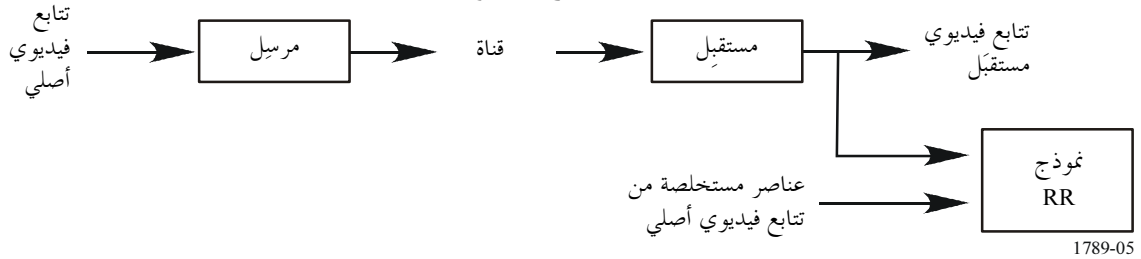 تتابع
فيديوي
أصلي
مرسِل
قناة
مستقبِل
تتابع فيديوي
مستقبَل
عناصر مستخلصة من
تتابع فيديوي أصلي
نموذج
RR
1789-05